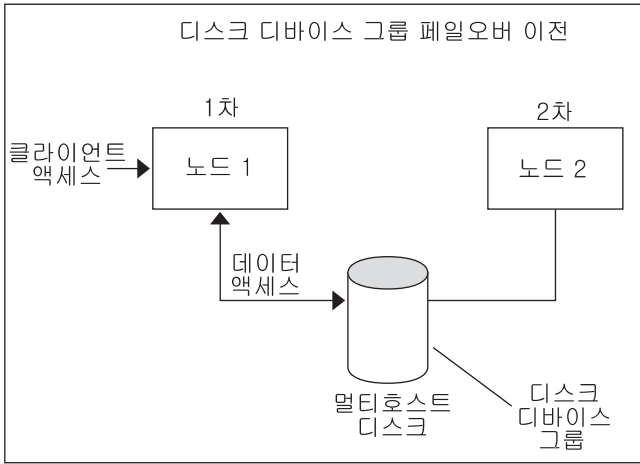 디스크 디바이스 그룹 페일오버 이전
1차
2차
클라이언트
액세스
노드 1
노드 2
데이터
액세스
멀티호스트
디스크
디스크
디바이스
그룹